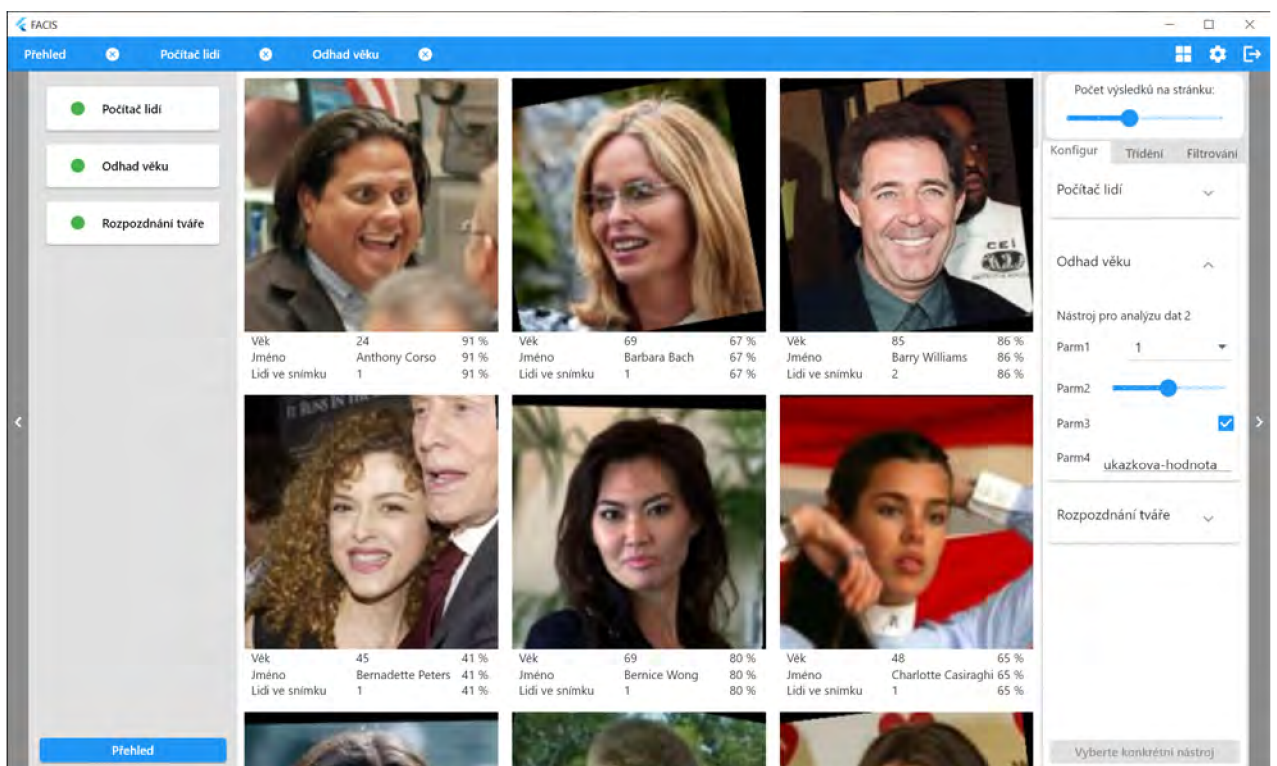 FACIS
Přehled Počítač lidí Odhad věku
Počítač lidí
Odhad věku
Rozpozdnání tváře
Přehled
CEI
Věk 24 91 %
Jméno Anthony Corso 91 %
Lidí ve snímku 1 91 %
Věk 69 67 %
Jméno Barbara Bach 67 %
Lidí ve snímku 1 67 %
Věk 85 86 %
Jméno Barry Williams 86 %
Lidí ve snímku 2 86 %
IT RUNS IN THE
Věk 45 41 %
Jméno Bernadette Peters 41 %
Lidí ve snímku 1 41 %
Věk 69 80 %
Jméno Bernice Wong 80 %
Lidí ve snímku 1 80 %
Věk 48 65 %
Jméno Charlotte Casiraghi 65 %
Lidí ve snímku 1 65 %
Počet výsledků na stránku:
Konfigur Třídění Filtrování
Počítač lidí
Odhad věku
Nástroj pro analýzu dat 2
Parm1 1
Parm2
Parm3
Parm4 ukazkova-hodnota
Rozpozdnání tváře
Vyberte konkrétní nástroj